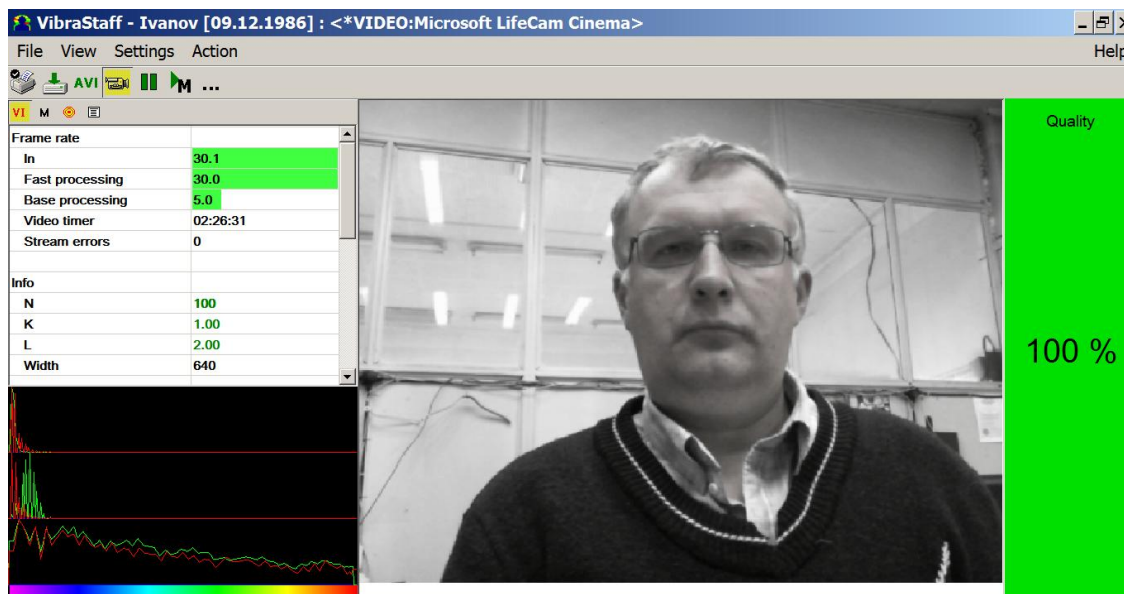 VibraStaff - Ivanov [09.12.1986] : <*VIDEO:Microsoft LifeCam Cinema>
File View Settings Action Help
AVI M ...
VI M
Quality
Frame rate
In 30.1
Fast processing 30.0
Base processing 5.0
Video timer 02:26:31
Stream errors 0
Info
N 100
K 1.00
L 2.00
Width 640
100 %